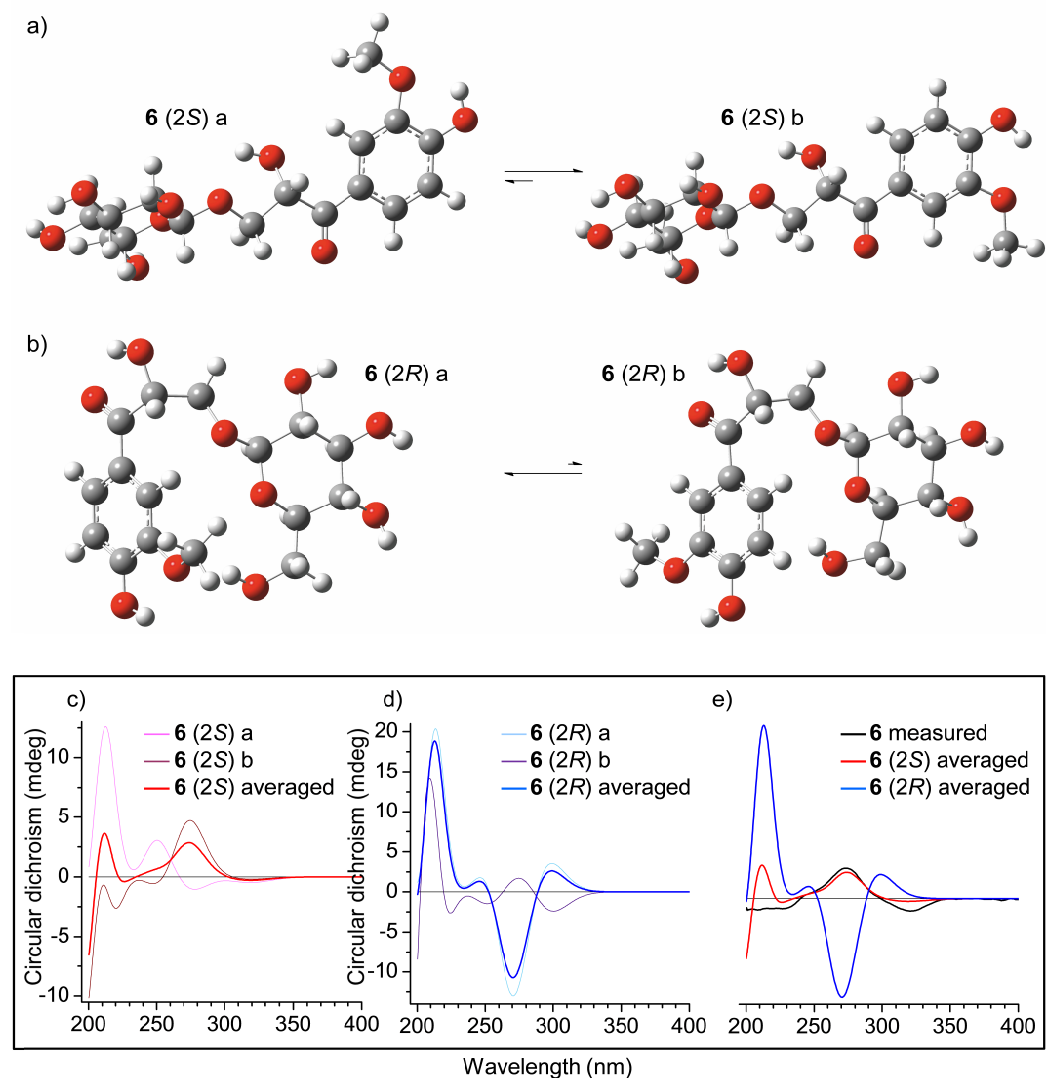 a)
6 (2S) a
6 (2S) b
b)
6 (2R) a
6 (2R) b
c)
6 (2S) a
6 (2S) b
6 (2S) averaged
Circular dichroism (mdeg)
10
5
0
-5
-10
200
250
300
350
400
d)
6 (2R) a
6 (2R) b
6 (2R) averaged
Circular dichroism (mdeg)
20
15
10
5
0
-5
-10
200
250
300
350
400
e)
6 measured
6 (2S) averaged
6 (2R) averaged
200
250
300
350
400
Wavelength (nm)